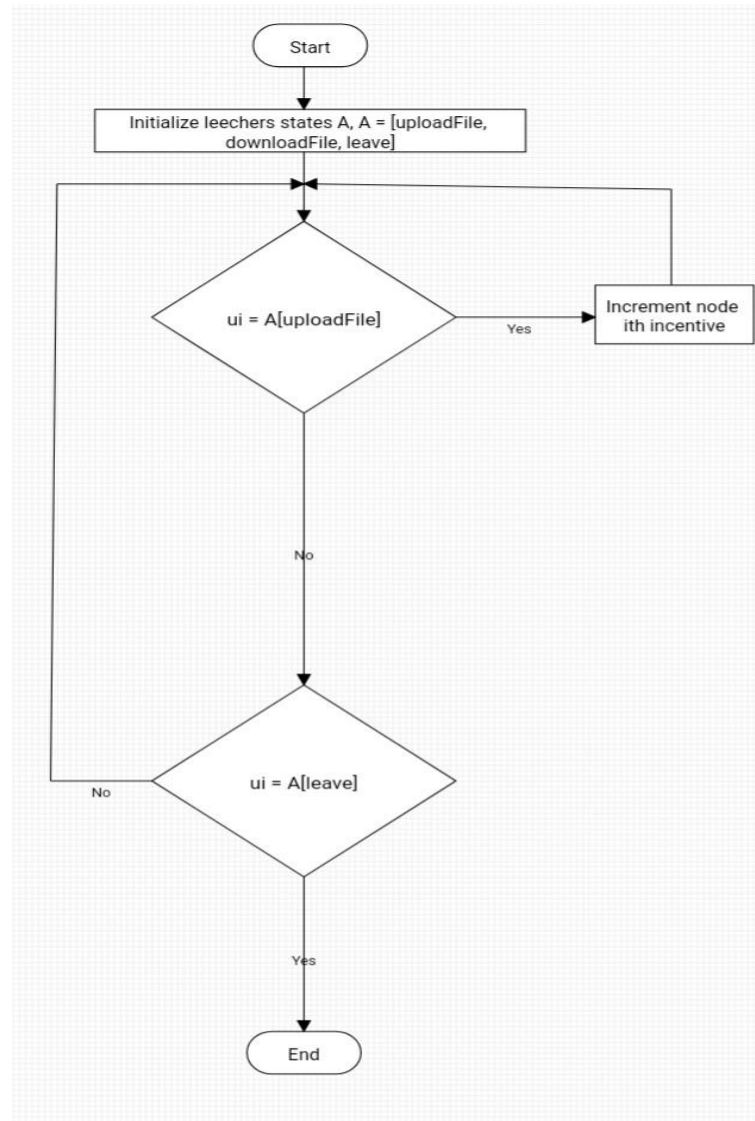 Start
Initialize leechers states A, A = [uploadFile,
downloadFile, leave]
ui = A[uploadFile]
Yes
Increment node
ith incentive
No
ui = A[leave]
No
Yes
End